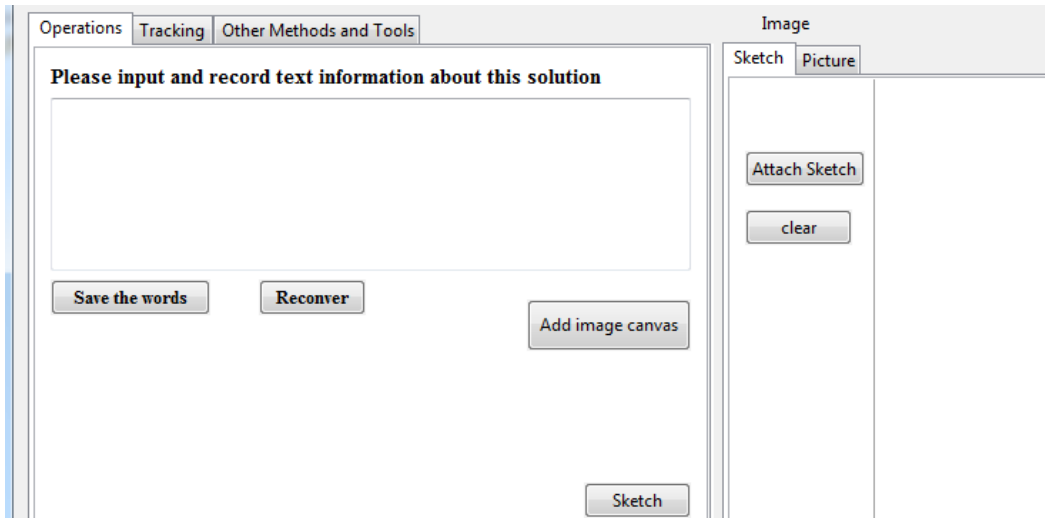 Operations Tracking Other Methods and Tools
Please input and record text information about this solution
Save the words Reconver
Add image canvas
Sketch
Image
Sketch Picture
Attach Sketch
clear